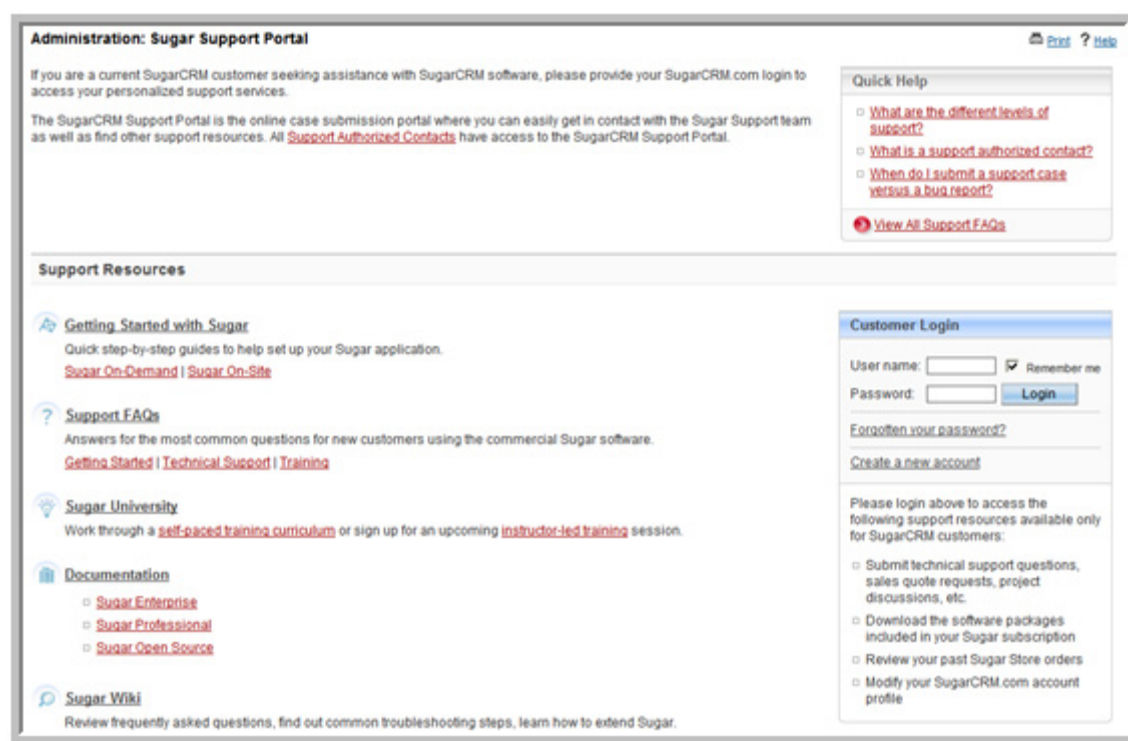 Administration: Sugar Support Portal
Print ? Help
If you are a current SugarCRM customer seeking assistance with SugarCRM software, please provide your SugarCRM.com login to
access your personalized support services.
The SugarCRM Support Portal is the online case submission portal where you can easily get in contact with the Sugar Support team
as well as find other support resources. All Support Authorized Contacts have access to the SugarCRM Support Portal.
Quick Help
What are the different levels of
support?
What is a support authorized contact?
When do I submit a support case
versus a bug report?
View All Support FAQs
Support Resources
Getting Started with Sugar
Quick step-by-step guides to help set up your Sugar application.
Sugar On-Demand | Sugar On-Site
? Support FAQs
Answers for the most common questions for new customers using the commercial Sugar software.
Getting Started | Technical Support | Training
Sugar University
Work through a self-paced training curriculum or sign up for an upcoming instructor-led training session.
Documentation
Sugar Enterprise
Sugar Professional
Sugar Open Source
Sugar Wiki
Review frequently asked questions, find out common troubleshooting steps, learn how to extend Sugar.
Customer Login
User name: Remember me
Password: Login
Forgotten your password?
Create a new account
Please login above to access the
following support resources available only
for SugarCRM customers:
Submit technical support questions,
sales quote requests, project
discussions, etc.
Download the software packages
included in your Sugar subscription
Review your past Sugar Store orders
Modify your SugarCRM.com account
profile